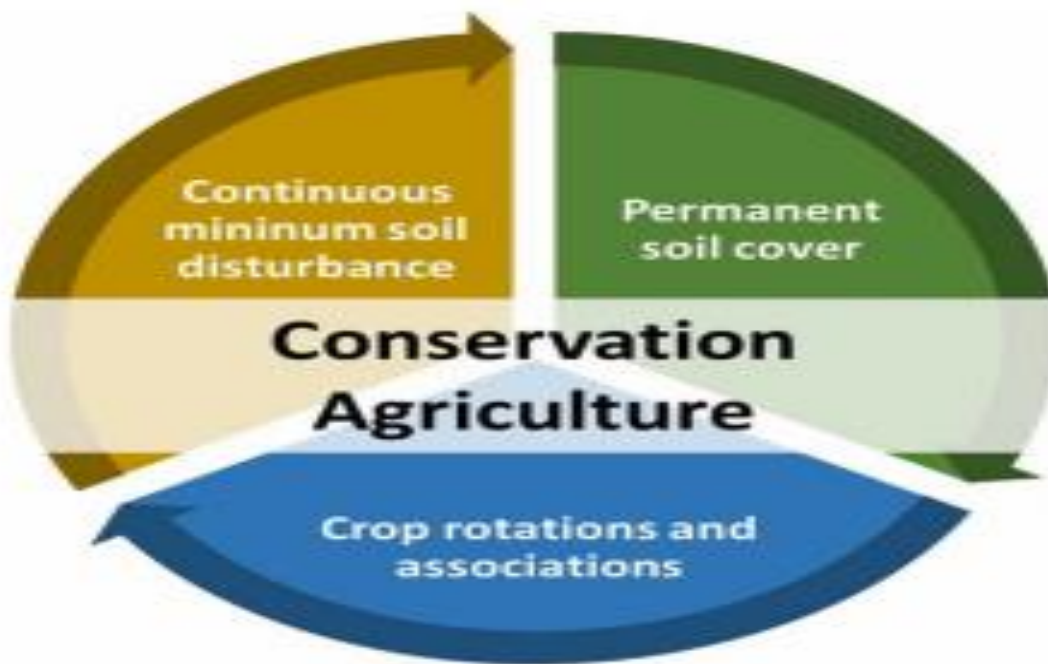 Continuous
mininum soil
disturbance
Permanent
soil cover
Conservation
Agriculture
Crop rotations and
associations